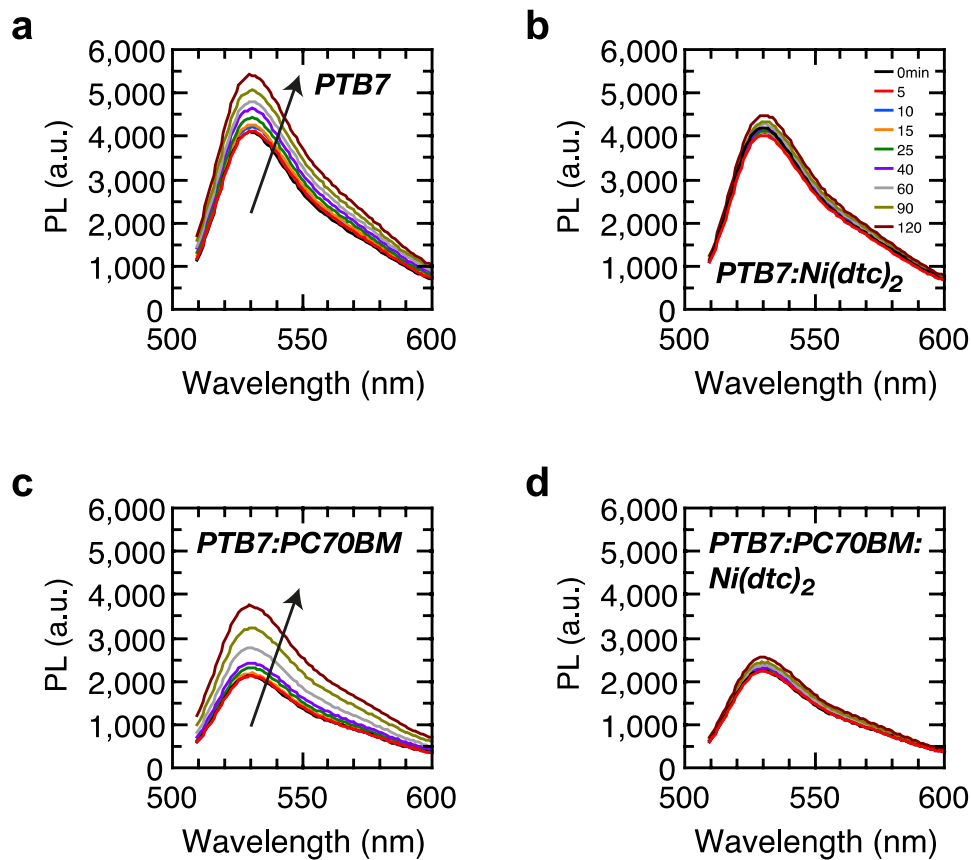 a
6,000
5,000
4,000
3,000
2,000
1,000
0
PL (a.u.)
PTB7
500
550
600
Wavelength (nm)
b
6,000
5,000
4,000
3,000
2,000
1,000
0
PL (a.u.)
0min
5
10
15
25
40
60
90
120
PTB7:Ni(dtc)2
500
550
600
Wavelength (nm)
c
6,000
5,000
4,000
3,000
2,000
1,000
0
PL (a.u.)
PTB7:PC70BM
500
550
600
Wavelength (nm)
d
6,000
5,000
4,000
3,000
2,000
1,000
0
PL (a.u.)
PTB7:PC70BM:
Ni(dtc)2
500
550
600
Wavelength (nm)